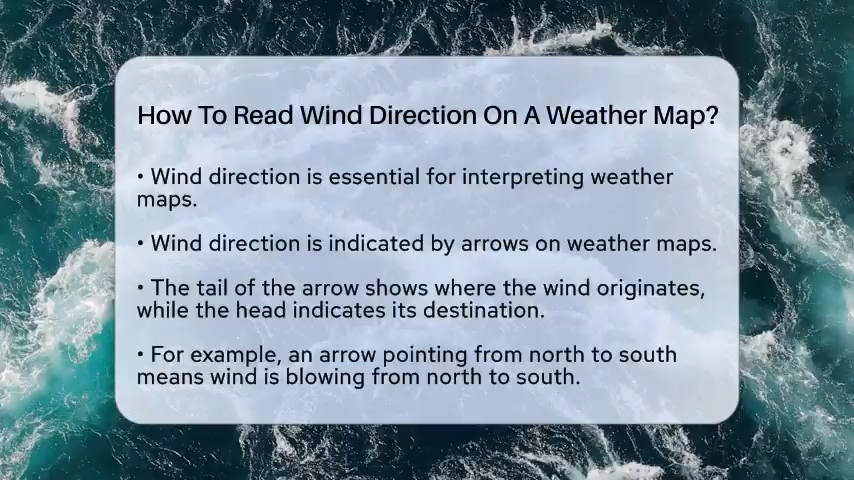 How To Read Wind Direction On A Weather Map?
• Wind direction is essential for interpreting weather
maps.
• Wind direction is indicated by arrows on weather maps.
• The tail of the arrow shows where the wind originates,
while the head indicates its destination.
• For example, an arrow pointing from north to south
means wind is blowing from north to south.